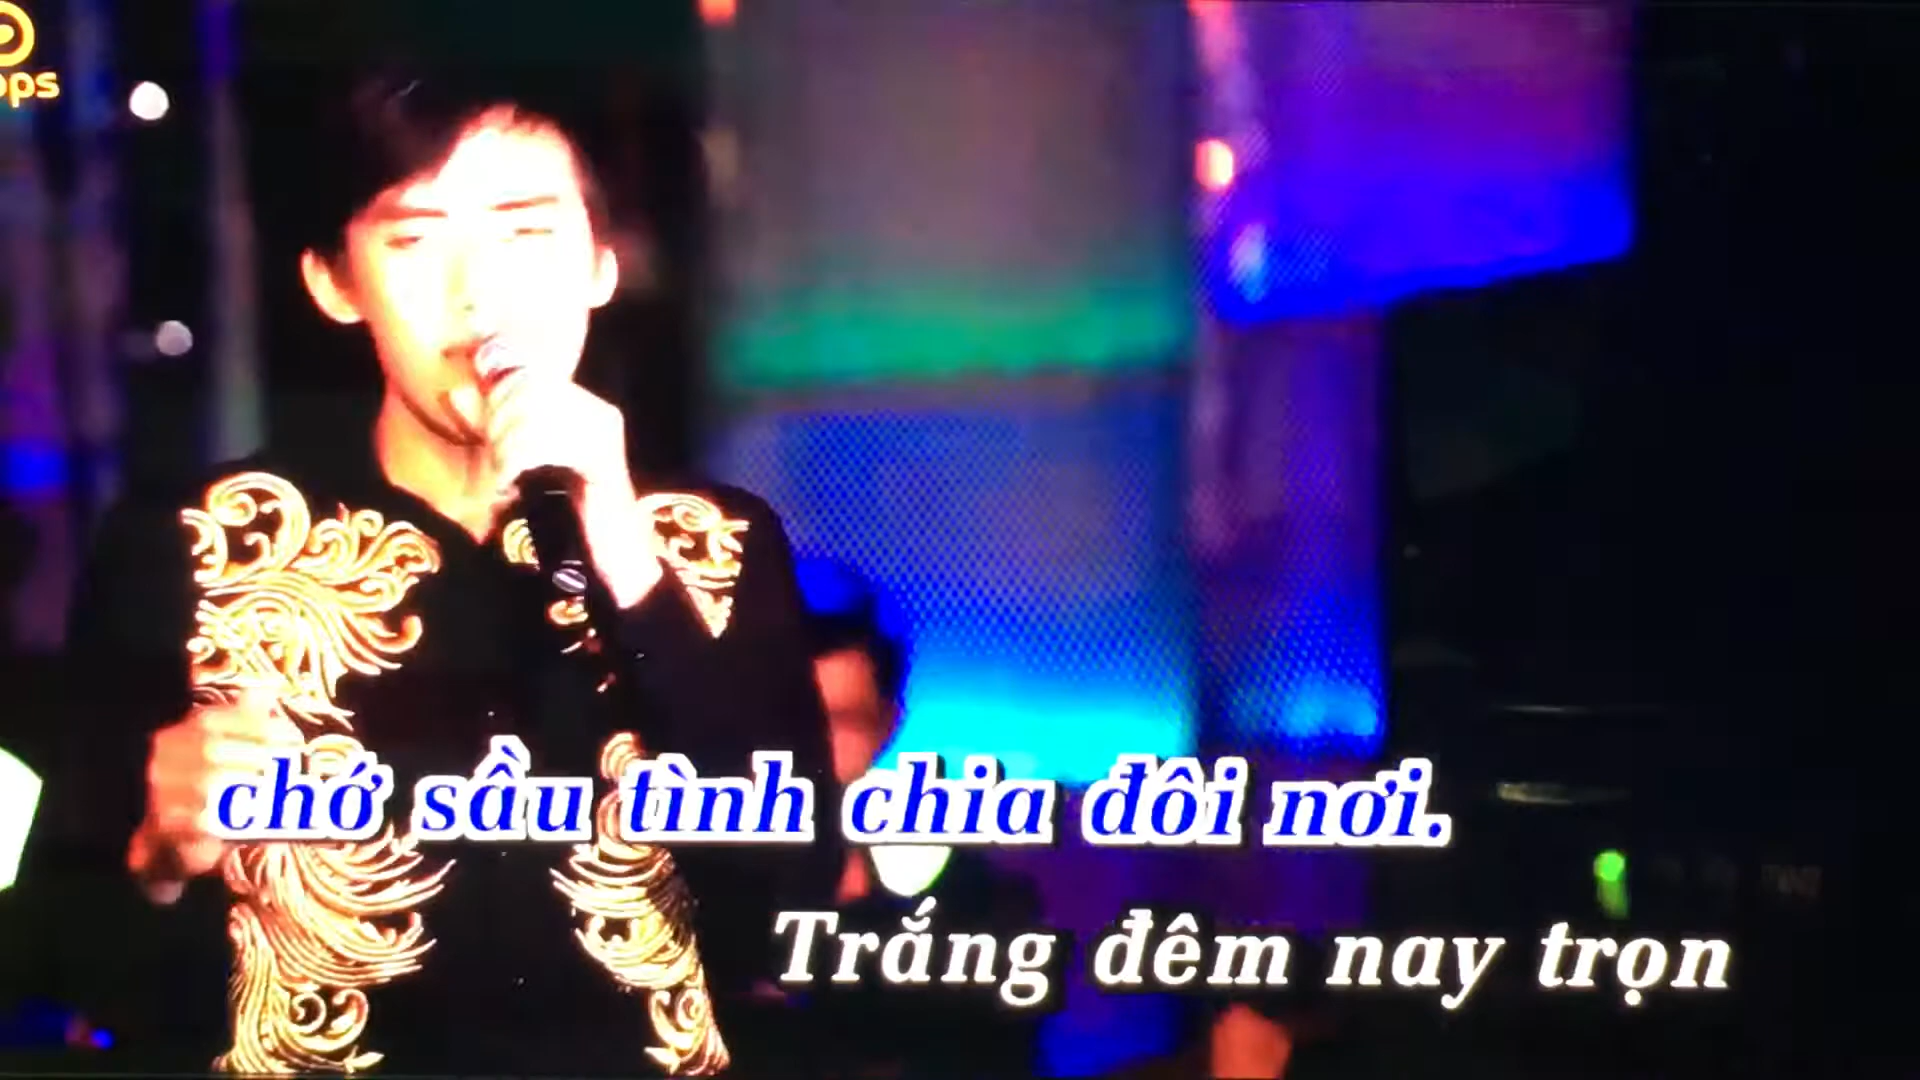 chớ sầu tình chia đôi nơi.
Trắng đêm nay trọn